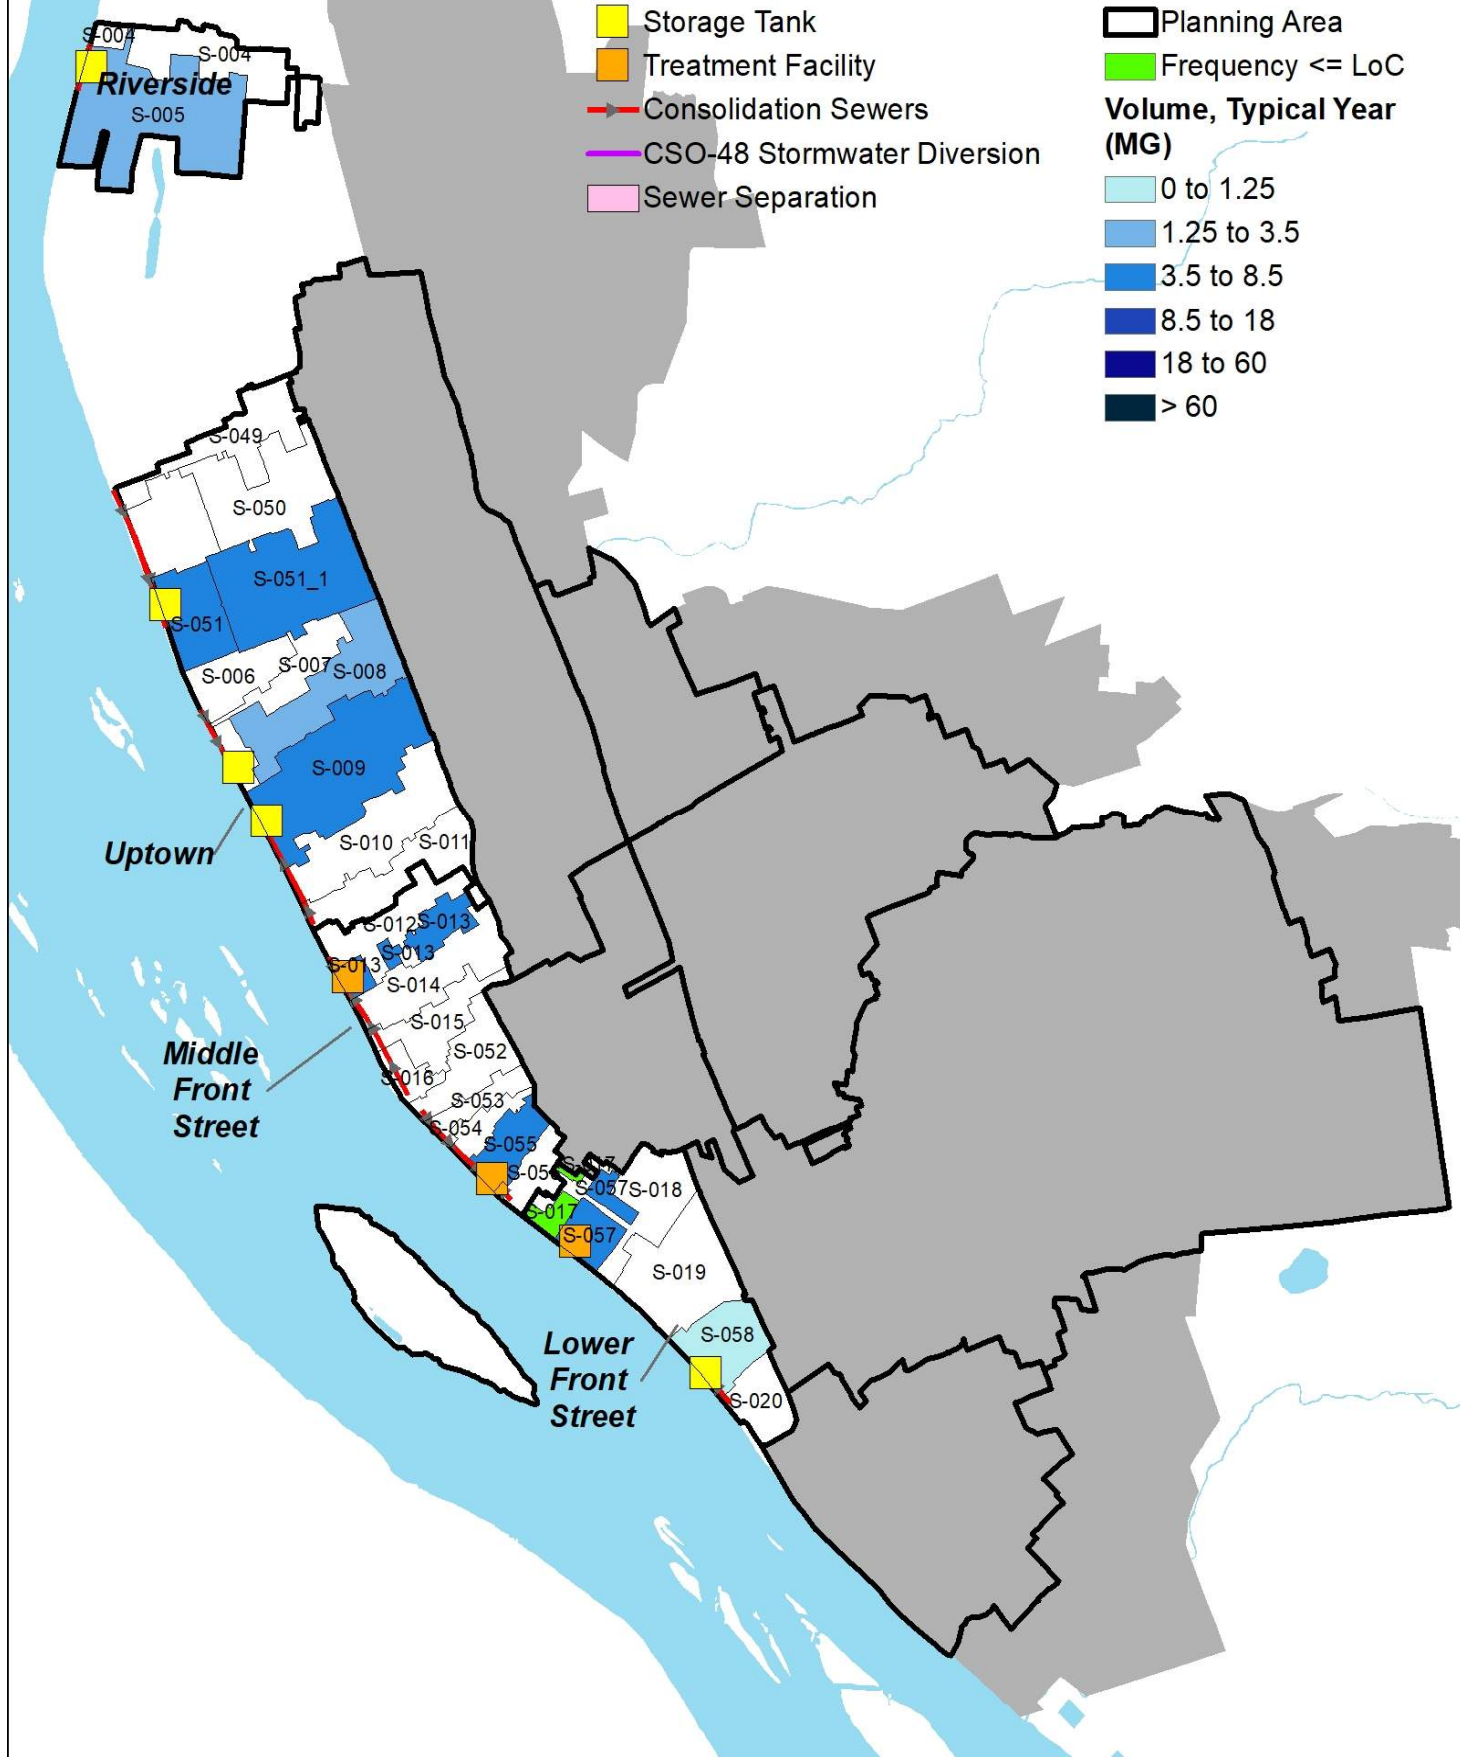 Storage Tank
Treatment Facility
Consolidation Sewers
CSO-48 Stormwater Diversion
Sewer Separation
Planning Area
Frequency <= LoC
Volume, Typical Year
(MG)
0 to 1.25
1.25 to 3.5
3.5 to 8.5
8.5 to 18
18 to 60
> 60
S-004
S-004
Riverside
S-005
S-049
S-050
S-051_1
S-051
S-006
S-007
S-008
S-009
Uptown
S-010
S-011
S-012
S-013
S-013
S-013
S-014
S-015
S-052
S-016
S-053
S-054
S-055
Middle
Front
Street
S-017
S-057
S-018
S-017
S-057
S-019
S-058
S-020
Lower
Front
Street